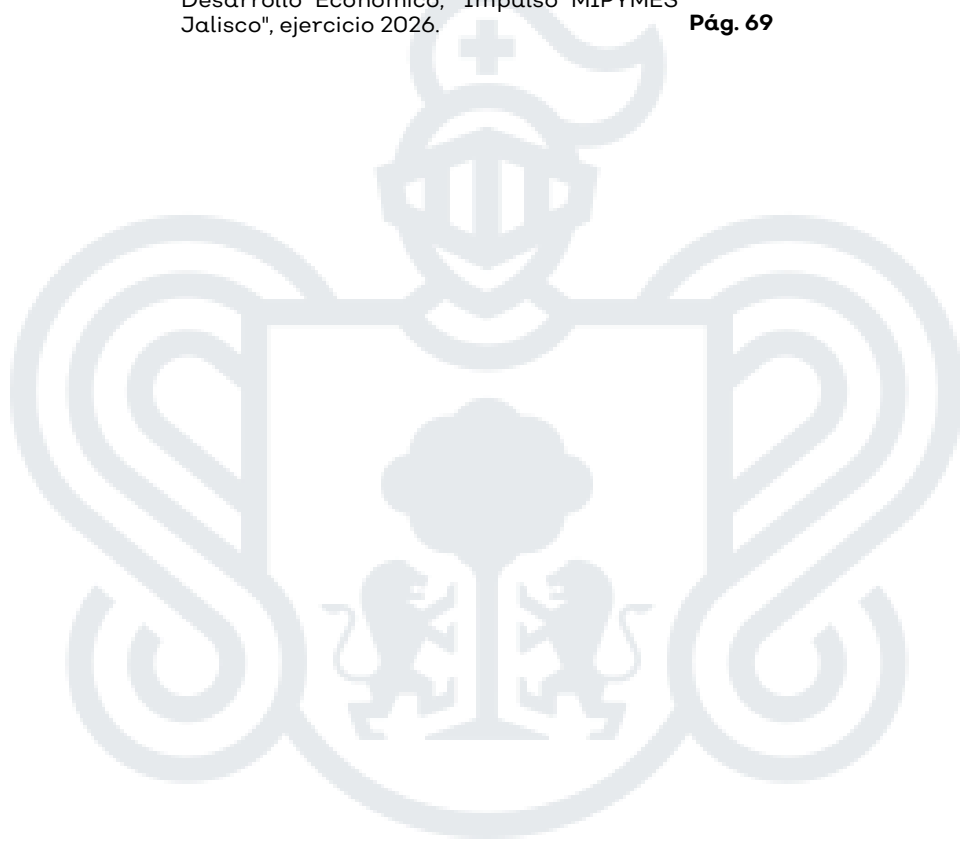 Desarrollo Económico, "Impulso MIPYMES
Jalisco", ejercicio 2026. Pág. 69